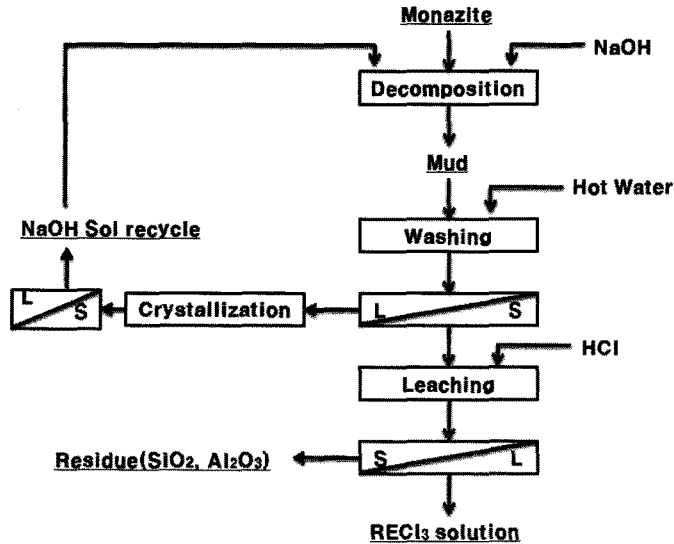 Monazite
NaOH
Decomposition
Mud
Hot Water
NaOH Sol recycle
Washing
L S
Crystallization
L S
HCl
Leaching
Residue(SiO₂, Al₂O₃)
S L
RECl₃ solution